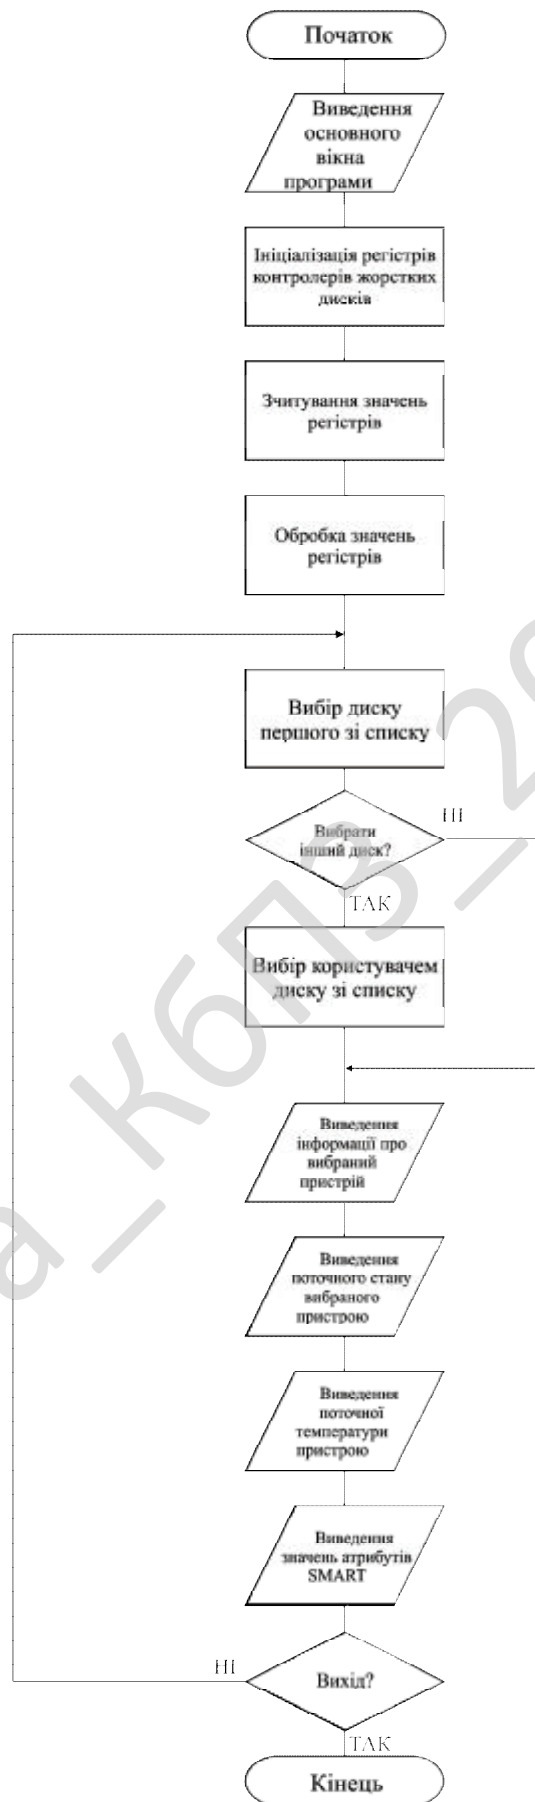 Початок
Виведення
основного
вікна
програми
Ініціалізація регістрів
контролерів жорстких
дисків
Зчитування значень
регістрів
Обробка значень
регістрів
Вибір диску
першого зі списку
НІ
Вибрати
інший диск?
ТАК
Вибір користувачем
диску зі списку
Виведення
інформації про
вибраний
пристрій
Виведення
поточного стану
вибраного
пристрою
Виведення
поточної
температури
пристрою
Виведення
значень атрибутів
SMART
НІ
Вихід?
ТАК
Кінець